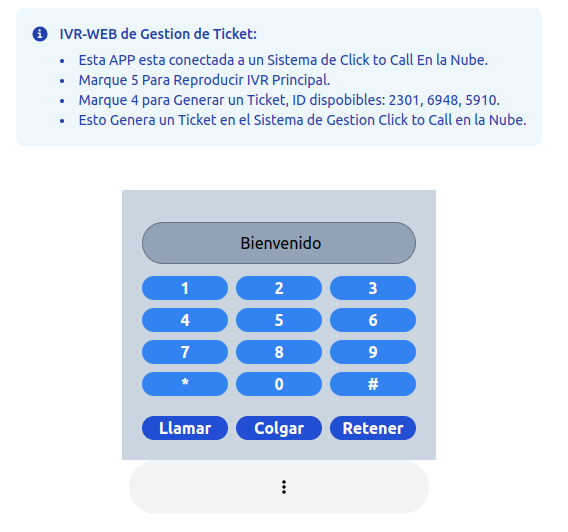 IVR-WEB de Gestion de Ticket:
Esta APP esta conectada a un Sistema de Click to Call En la Nube.
Marque 5 Para Reproducir IVR Principal.
Marque 4 para Generar un Ticket, ID dispobibles: 2301, 6948, 5910.
Esto Genera un Ticket en el Sistema de Gestion Click to Call en la Nube.
Bienvenido
1 2 3
4 5 6
7 8 9
* 0 #
Llamar Colgar Retener